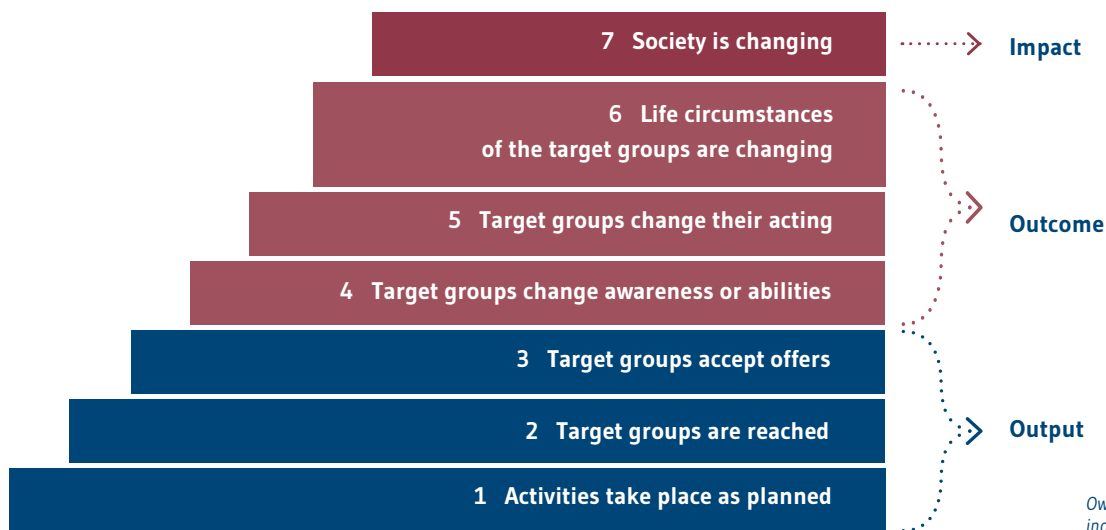 7 Society is changing
Impact
6 Life circumstances
of the target groups are changing
5 Target groups change their acting
Outcome
4 Target groups change awareness or abilities
3 Target groups accept offers
2 Target groups are reached
Output
1 Activities take place as planned